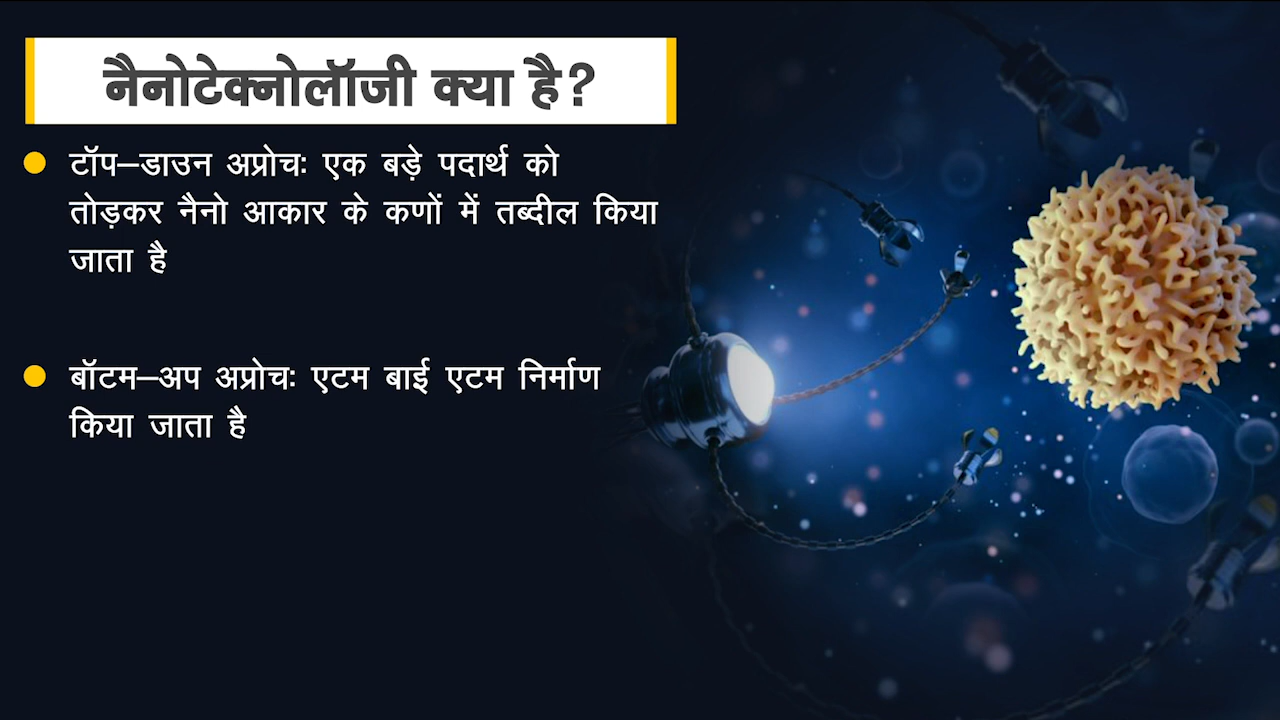 नैनोटेक्नोलॉजी क्या है?
टॉप–डाउन अप्रोचः एक बड़े पदार्थ को
तोड़कर नैनो आकार के कणों में तब्दील किया
जाता है
बॉटम–अप अप्रोचः एटम बाई एटम निर्माण
किया जाता है